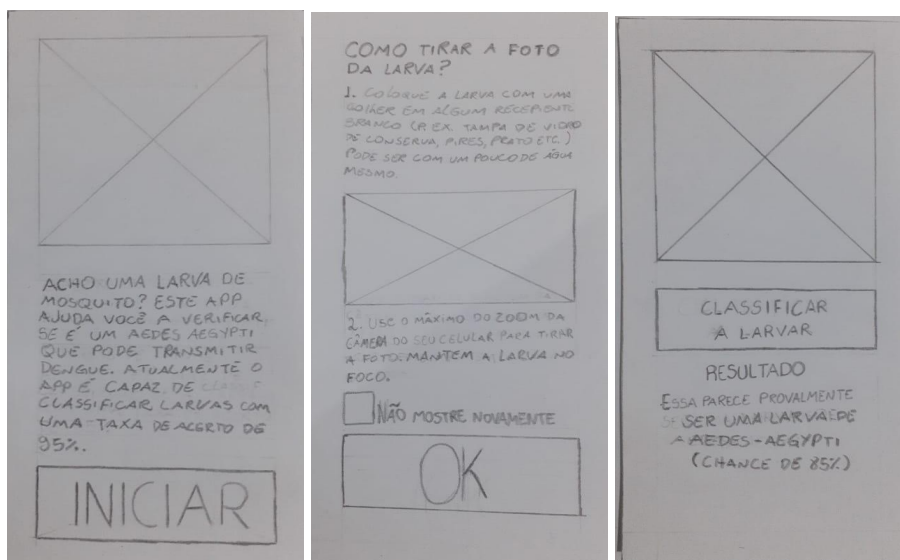 ACHO UMA LARVA DE
MOSQUITO? ESTE APP
AJUDA VOCÊ A VERIFICAR
SE É UM AEDES AEGYPTI
QUE PODE TRANSMITIR
DENGUE. ATUALMENTE O
APP É CAPAZ DE
CLASSIFICAR LARVAS COM
UMA TAXA DE ACERTO DE
95%.
INICIAR
COMO TIRAR A FOTO
DA LARVA?
1. COLOQUE A LARVA COM UMA
COLHER EM ALGUM RECEPIENTE
BRANCO (P. EX. TAMPA DE VIDRO
DE CONSERVA, PIRES, PRATO ETC.)
PODE SER COM UM POUCO DE ÁGUA
MESMO.
2. USE O MÁXIMO DO ZOOM DA
CÂMERA DO SEU CELULAR PARA TIRAR
A FOTO. MANTEM A LARVA NO
FOCO.
NÃO MOSTRE NOVAMENTE
OK
CLASSIFICAR
A LARVAR
RESULTADO
ESSA PARECE PROVALMENTE
SER UMA LARVA DE
AEDES-AEGYPTI
(CHANCE DE 85%)